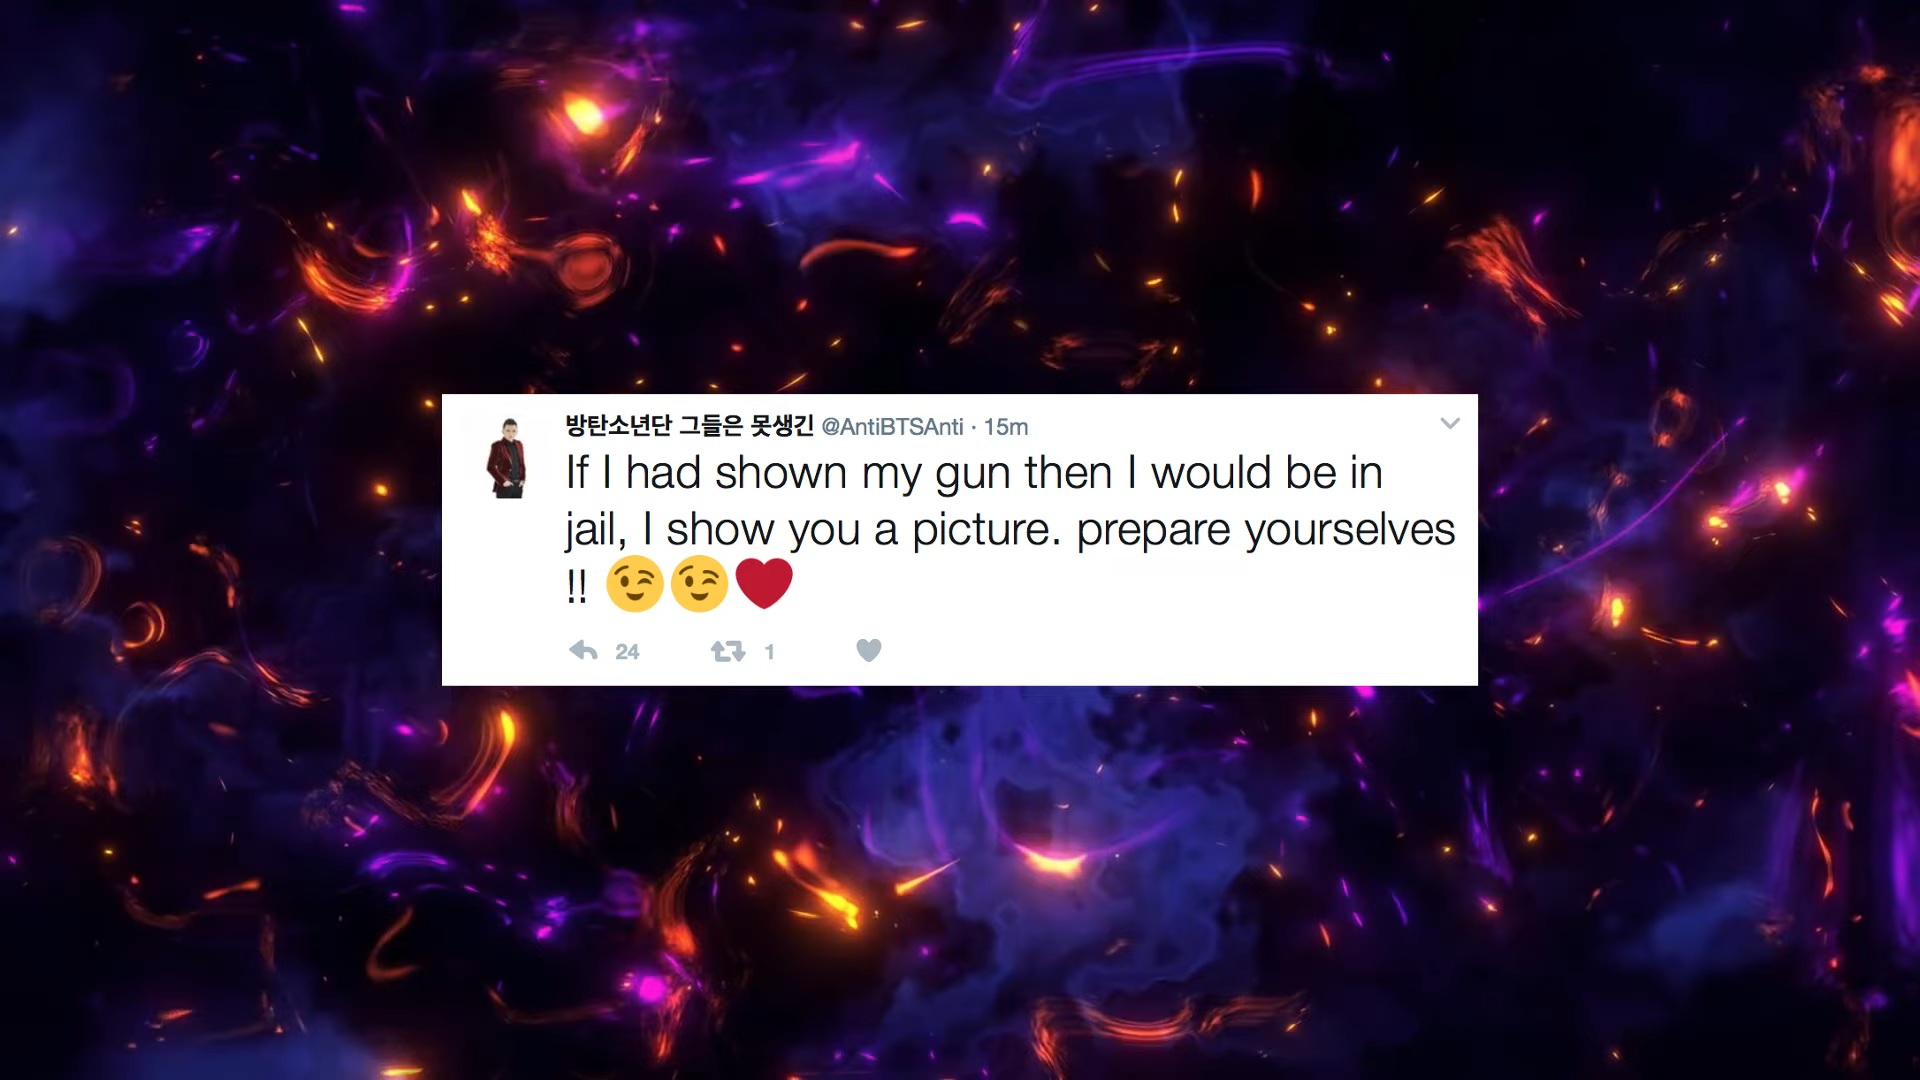 방탄소년단 그들은 못생긴 @AntiBTSAnti · 15m
If I had shown my gun then I would be in
jail, I show you a picture. prepare yourselves
!! 😉😉❤️
24 1